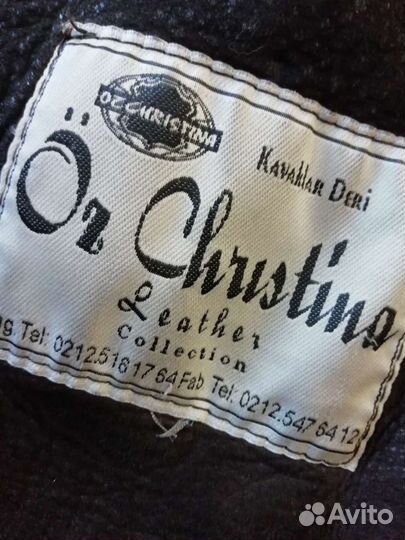 ÖZ CHRISTINA
Kavaklar Deri
Öz Christina
Leather
Collection
g Tel: 0212.516 17 64 Fab Tel: 0212.547 64 12
Avito